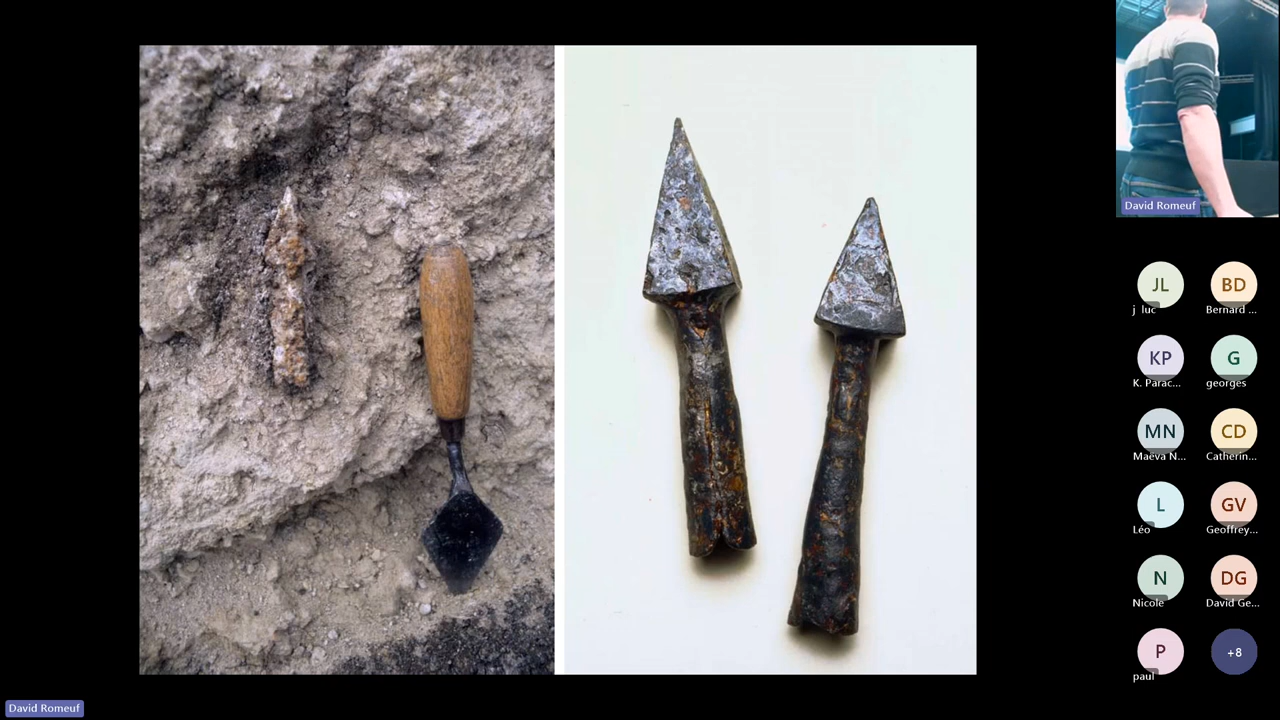 David Romeuf
JL
j luc
BD
Bernard ...
KP
K. Parac...
G
georges
MN
Maëva N...
CD
Catherin...
L
Léo
GV
Geoffrey...
N
Nicole
DG
David Ge...
P
paul
+8
David Romeuf